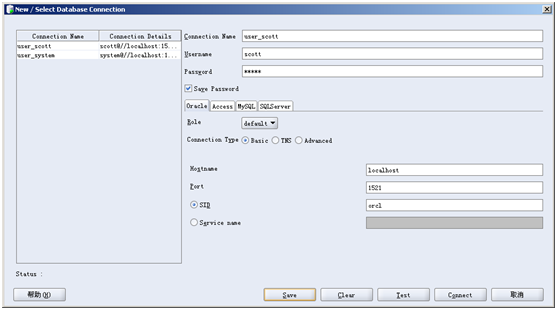 New / Select Database Connection
Connection Name Connection Details
user_scott scott@//localhost:15...
user_system system@//localhost:1...
Connection Name user_scott
Username scott
Password *****
Save Password
Oracle Access MySQL SQLServer
Role default
Connection Type Basic TNS Advanced
Hostname localhost
Port 1521
SID orcl
Service name
Status :
帮助(H) Save Clear Test Connect 取消